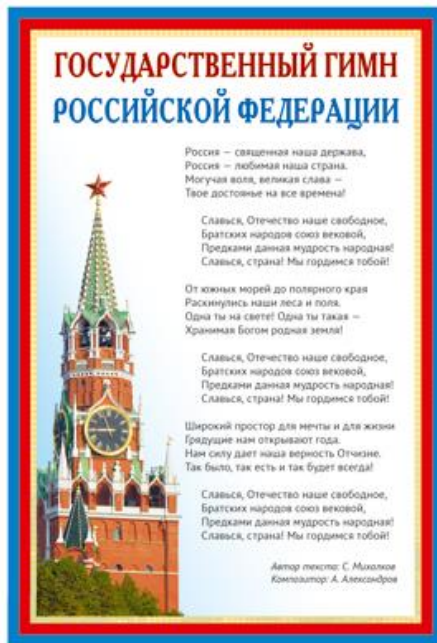 ГОСУДАРСТВЕННЫЙ ГИМН
РОССИЙСКОЙ ФЕДЕРАЦИИ
Россия — священная наша держава,
Россия — любимая наша страна.
Могучая воля, великая слава —
Твое достоянье на все времена!
Славься, Отечество наше свободное,
Братских народов союз вековой,
Предками данная мудрость народная!
Славься, страна! Мы гордимся тобой!
От южных морей до полярного края
Раскинулись наши леса и поля.
Одна ты на свете! Одна ты такая —
Хранимая Богом родная земля!
Славься, Отечество наше свободное,
Братских народов союз вековой,
Предками данная мудрость народная!
Славься, страна! Мы гордимся тобой!
Широкий простор для мечты и для жизни
Грядущие нам открывают года.
Нам силу дает наша верность Отчизне.
Так было, так есть и так будет всегда!
Славься, Отечество наше свободное,
Братских народов союз вековой,
Предками данная мудрость народная!
Славься, страна! Мы гордимся тобой!
Автор текста: С. Михалков
Композитор: А. Александров